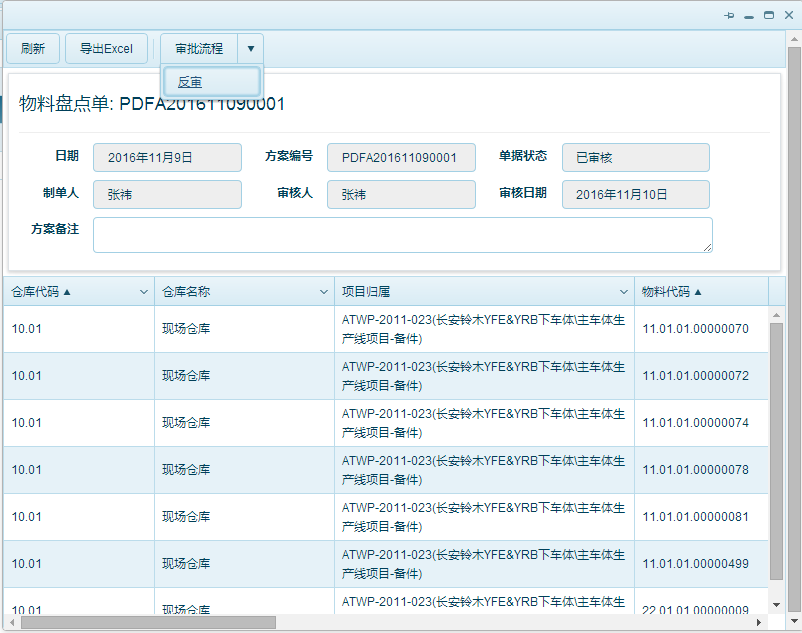 刷新 导出Excel 审批流程
反审
物料盘点单: PDFA201611090001
日期 2016年11月9日 方案编号 PDFA201611090001 单据状态 已审核
制单人 张祎 审核人 张祎 审核日期 2016年11月10日
方案备注
仓库代码 仓库名称 项目归属 物料代码
10.01 现场仓库 ATWP-2011-023(长安铃木YFE&YRB下车体\主车体生
产线项目-备件) 11.01.01.00000070
10.01 现场仓库 ATWP-2011-023(长安铃木YFE&YRB下车体\主车体生
产线项目-备件) 11.01.01.00000072
10.01 现场仓库 ATWP-2011-023(长安铃木YFE&YRB下车体\主车体生
产线项目-备件) 11.01.01.00000074
10.01 现场仓库 ATWP-2011-023(长安铃木YFE&YRB下车体\主车体生
产线项目-备件) 11.01.01.00000078
10.01 现场仓库 ATWP-2011-023(长安铃木YFE&YRB下车体\主车体生
产线项目-备件) 11.01.01.00000081
10.01 现场仓库 ATWP-2011-023(长安铃木YFE&YRB下车体\主车体生
产线项目-备件) 11.01.01.00000499
10.01 现场仓库 ATWP-2011-023(长安铃木YFE&YRB下车体\主车体生
22.01.01.00000009